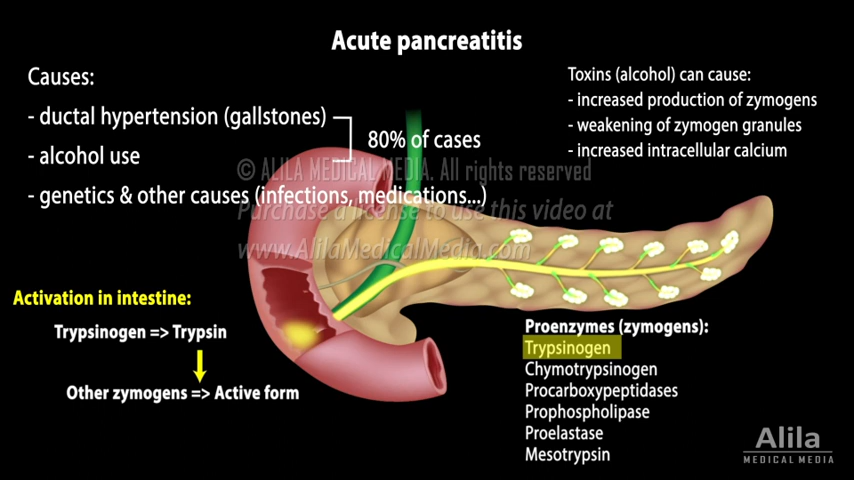 Acute pancreatitis
Causes:
- ductal hypertension (gallstones)
- alcohol use
80% of cases
- genetics & other causes (infections, medications...)
Toxins (alcohol) can cause:
- increased production of zymogens
- weakening of zymogen granules
- increased intracellular calcium
© ALILA MEDICAL MEDIA. All rights reserved
Purchase a license to use this video at
www.AlilaMedicalMedia.com
Activation in intestine:
Trypsinogen => Trypsin
Other zymogens => Active form
Proenzymes (zymogens):
Trypsinogen
Chymotrypsinogen
Procarboxypeptidases
Prophospholipase
Proelastase
Mesotrypsin
Alila
MEDICAL MEDIA